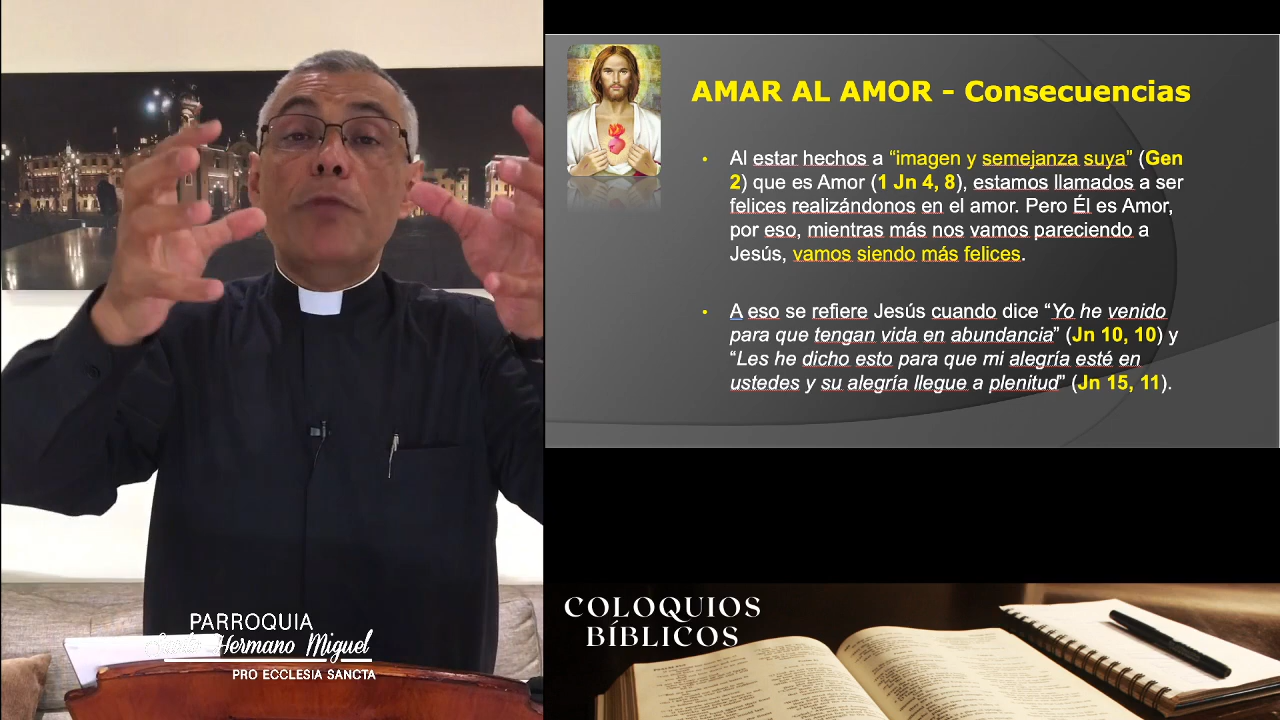 AMAR AL AMOR – Consecuencias
• Al estar hechos a “imagen y semejanza suya” (Gen
2) que es Amor (1 Jn 4, 8), estamos llamados a ser
felices realizándonos en el amor. Pero Él es Amor,
por eso, mientras más nos vamos pareciendo a
Jesús, vamos siendo más felices.
• A eso se refiere Jesús cuando dice “Yo he venido
para que tengan vida en abundancia” (Jn 10, 10) y
“Les he dicho esto para que mi alegría esté en
ustedes y su alegría llegue a plenitud” (Jn 15, 11).
PARROQUIA
Santo Hermano Miguel
PRO ECCLESIA SANCTA
COLOQUIOS
BÍBLICOS